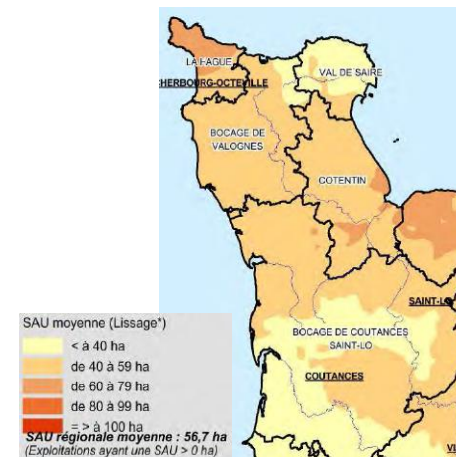 LA HAGUE
VAL DE SAIRE
CHERBOURG-OCTEVILLE
BOCAGE DE
VALOGNES
COTENTIN
SAINT-LO
BOCAGE DE COUTANCES
SAINT-LO
COUTANCES
VI
SAU moyenne (Lissage*)
< à 40 ha
de 40 à 59 ha
de 60 à 79 ha
de 80 à 99 ha
= > à 100 ha
SAU régionale moyenne : 56,7 ha
(Exploitations ayant une SAU > 0 ha)